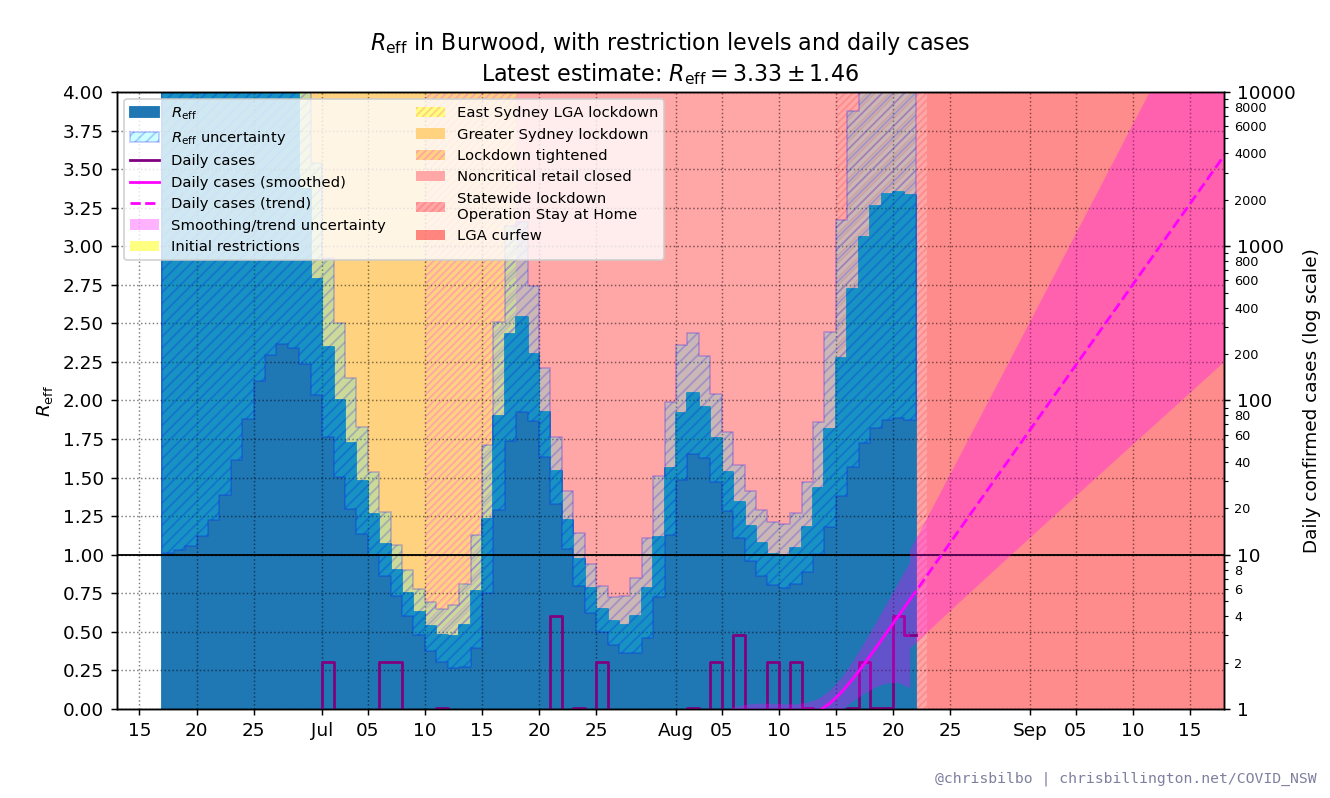 R_eff in Burwood, with restriction levels and daily cases
Latest estimate: R_eff = 3.33 ± 1.46
R_eff
R_eff uncertainty
Daily cases
Daily cases (smoothed)
Daily cases (trend)
Smoothing/trend uncertainty
Initial restrictions
East Sydney LGA lockdown
Greater Sydney lockdown
Lockdown tightened
Noncritical retail closed
Statewide lockdown
Operation Stay at Home
LGA curfew
R_eff
4.00
3.75
3.50
3.25
3.00
2.75
2.50
2.25
2.00
1.75
1.50
1.25
1.00
0.75
0.50
0.25
0.00
15 20 25 Jul 05 10 15 20 25 Aug 05 10 15 20 25 Sep 05 10 15
10000
8000
6000
4000
2000
1000
800
600
400
200
100
80
60
40
20
10
8
6
4
2
1
Daily confirmed cases (log scale)
@chrisbilbo | chrisbillington.net/COVID_NSW